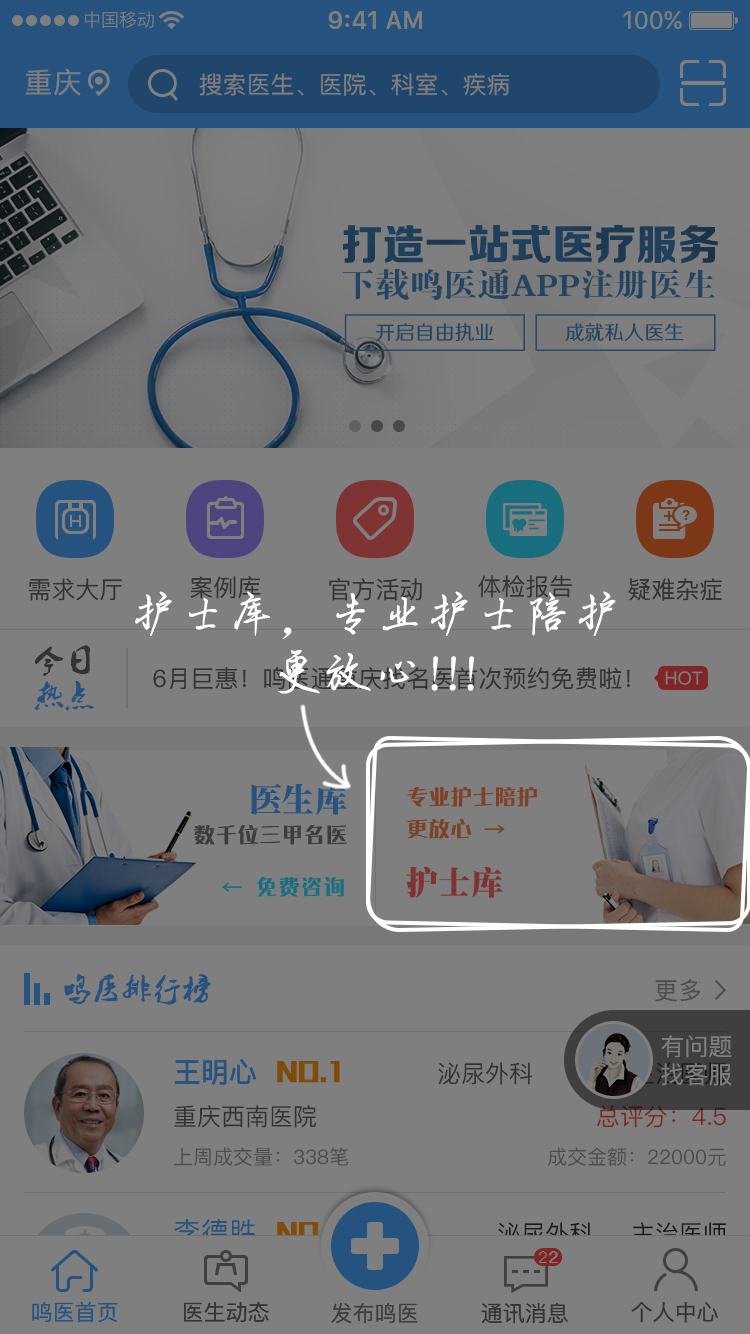 中国移动 9:41 AM 100%
重庆 搜索医生、医院、科室、疾病
打造一站式医疗服务
下载鸣医通APP注册医生
开启自由执业 成就私人医生
需求大厅 案例库 官方活动 体检报告 疑难杂症
护士库，专业护士陪护
更放心!!!
今日
热点
6月巨惠！鸣医通重庆找名医首次预约免费啦！ HOT
医生库
数千位三甲名医
← 免费咨询
专业护士陪护
更放心 →
护士库
鸣医排行榜 更多
有问题
找客服
王明心 NO.1 泌尿外科
重庆西南医院 总评分：4.5
上周成交量：338笔 成交金额：22000元
李德胜 NO. 泌尿外科 主治医师
鸣医首页 医生动态 发布鸣医 通讯消息 22 个人中心